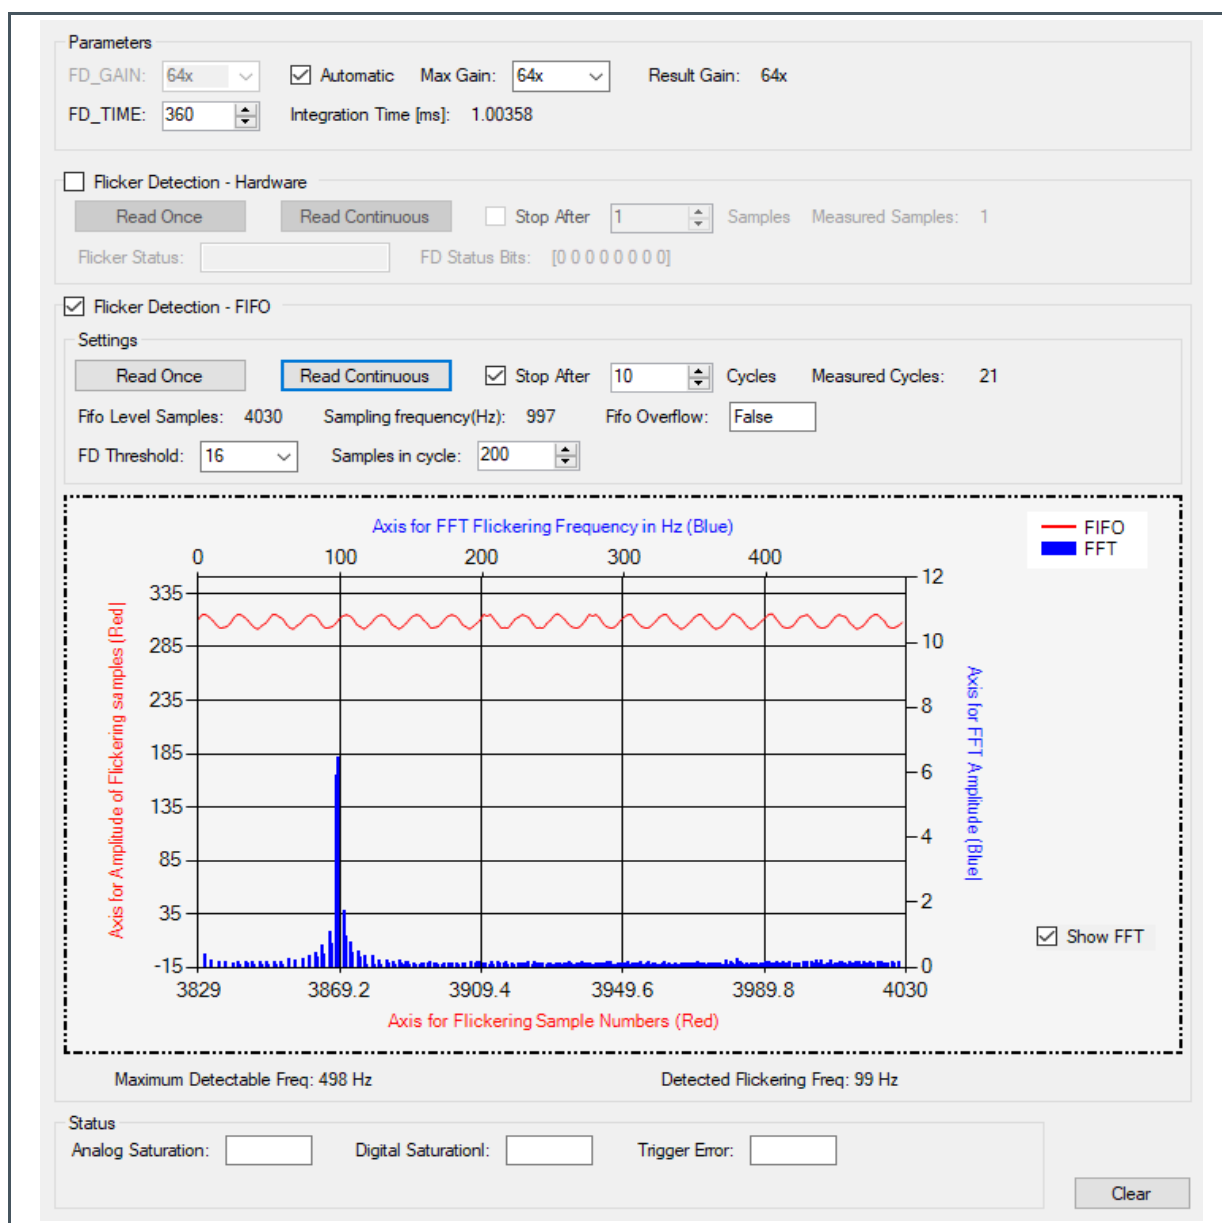 Parameters
FD_GAIN: 64x Automatic Max Gain: 64x Result Gain: 64x
FD_TIME: 360 Integration Time [ms]: 1.00358
Flicker Detection - Hardware
Read Once Read Continuous Stop After 1 Samples Measured Samples: 1
Flicker Status: FD Status Bits: [0 0 0 0 0 0 0 0]
Flicker Detection - FIFO
Settings
Read Once Read Continuous Stop After 10 Cycles Measured Cycles: 21
Fifo Level Samples: 4030 Sampling frequency(Hz): 997 Fifo Overflow: False
FD Threshold: 16 Samples in cycle: 200
Axis for FFT Flickering Frequency in Hz (Blue)
FIFO
FFT
0 100 200 300 400
335 285 235 185 135 85 35 -15
12 10 8 6 4 2 0
Axis for Amplitude of Flickering samples (Red)
Axis for FFT Amplitude (Blue)
Show FFT
3829 3869.2 3909.4 3949.6 3989.8 4030
Axis for Flickering Sample Numbers (Red)
Maximum Detectable Freq: 498 Hz Detected Flickering Freq: 99 Hz
Status
Analog Saturation: Digital Saturationl: Trigger Error:
Clear